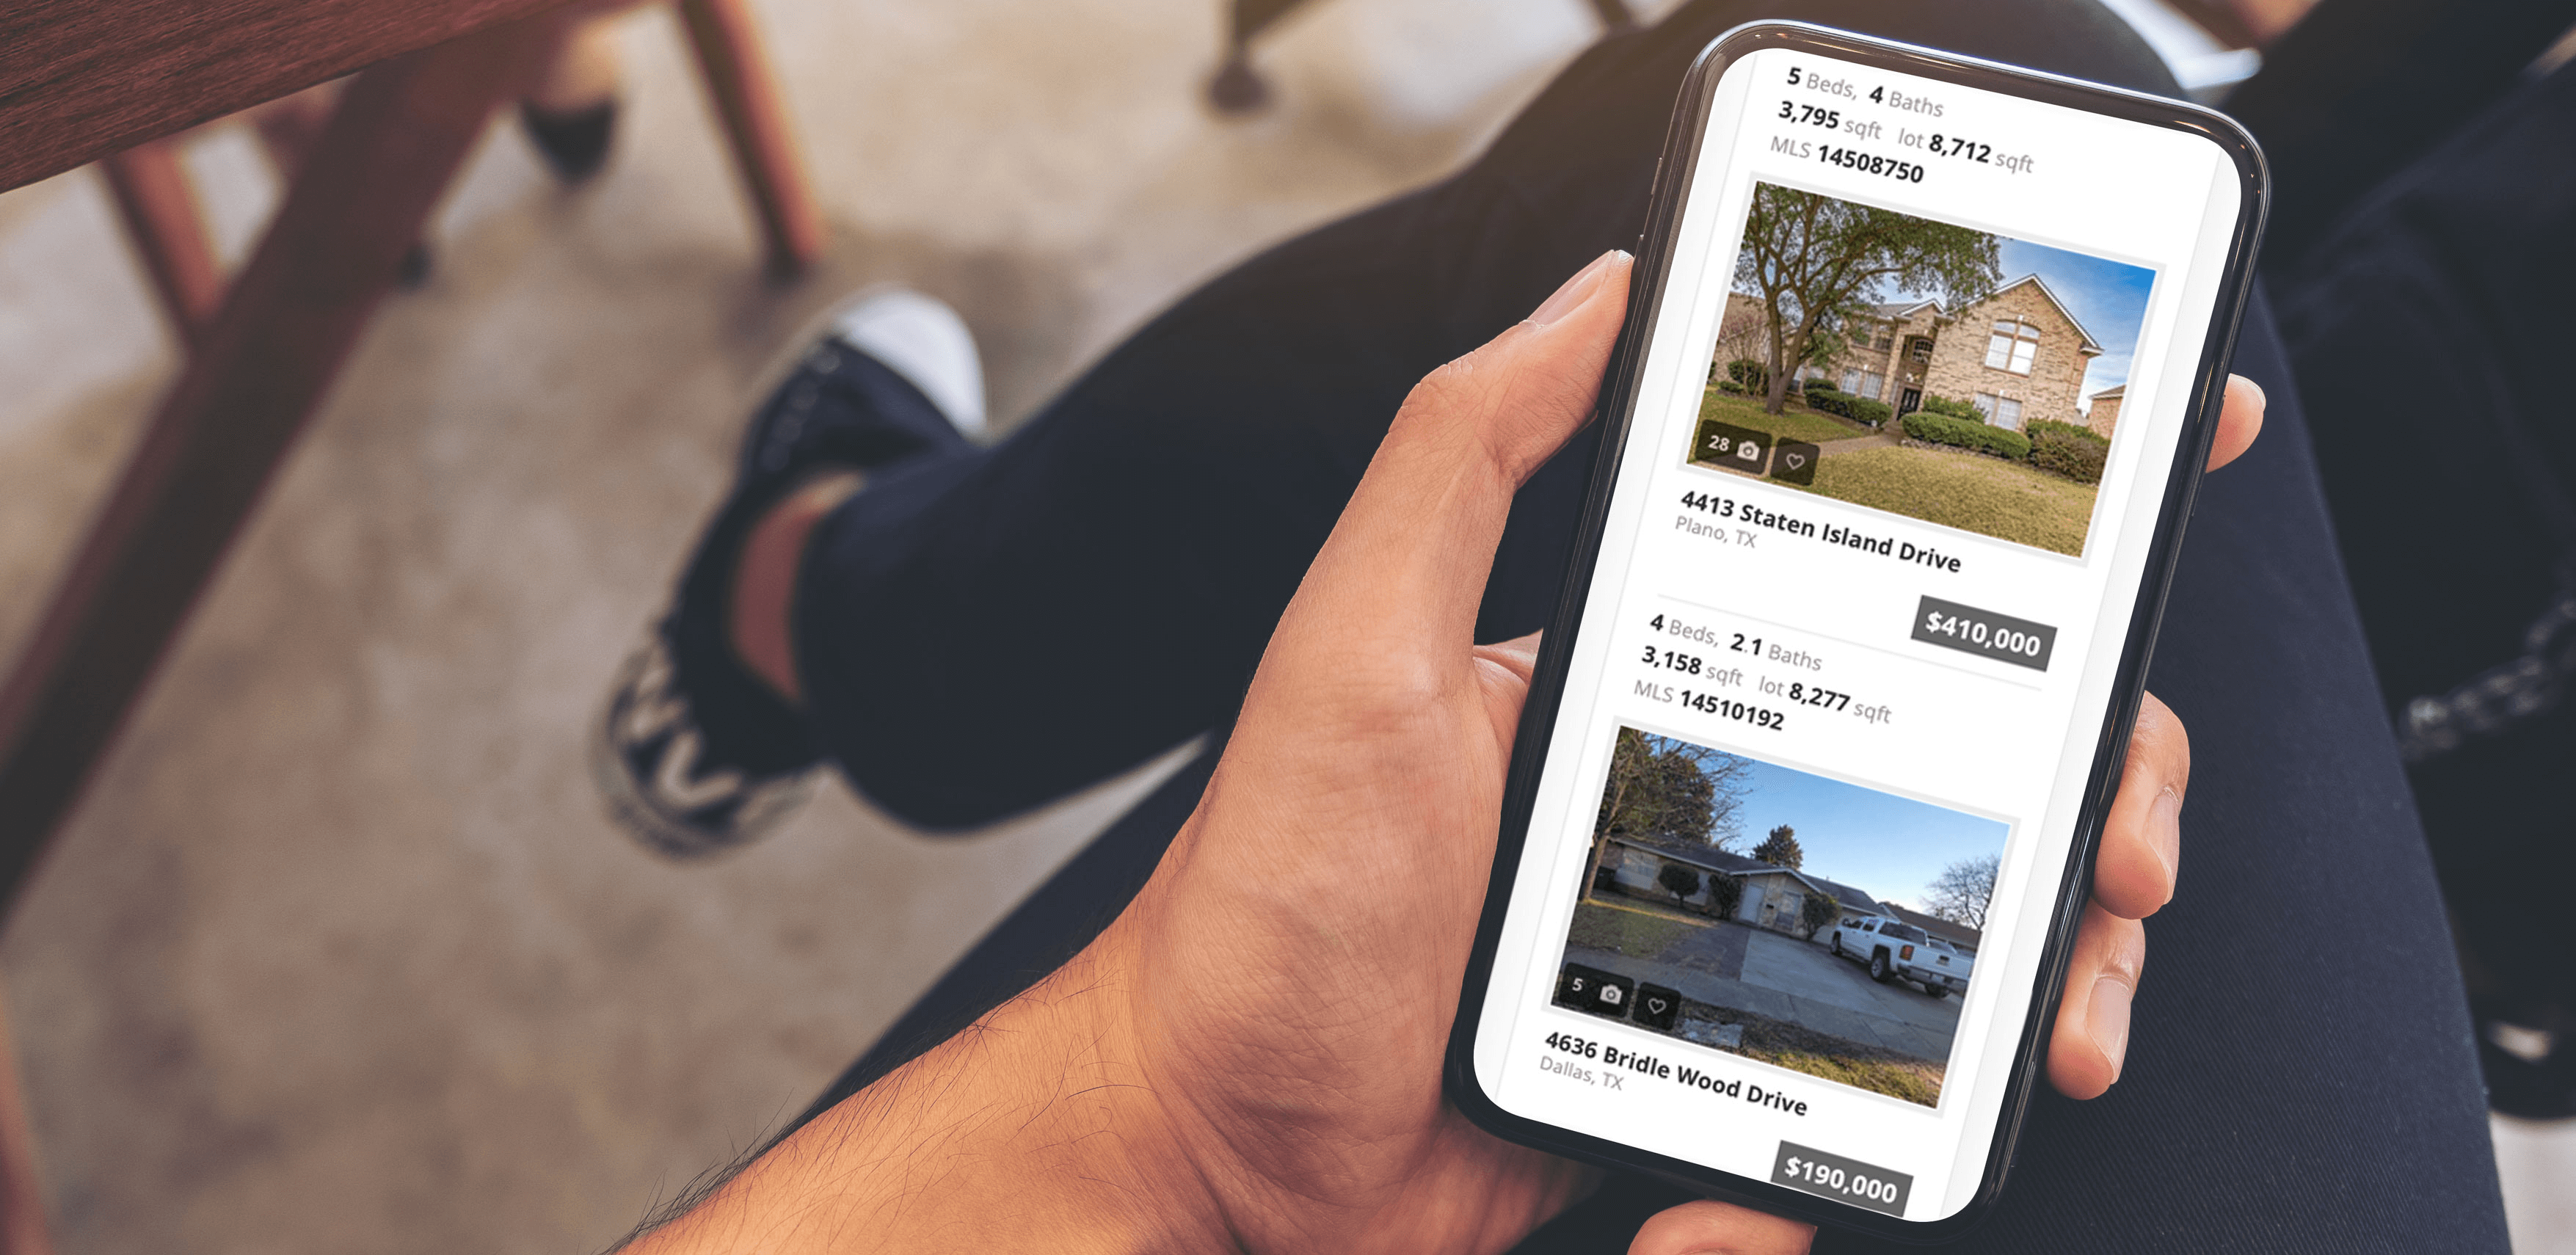 5 Beds, 4 Baths
3,795 sqft lot 8,712 sqft
MLS 14508750
28
4413 Staten Island Drive
Plano, TX
$410,000
4 Beds, 2.1 Baths
3,158 sqft lot 8,277 sqft
MLS 14510192
5
4636 Bridle Wood Drive
Dallas, TX
$190,000